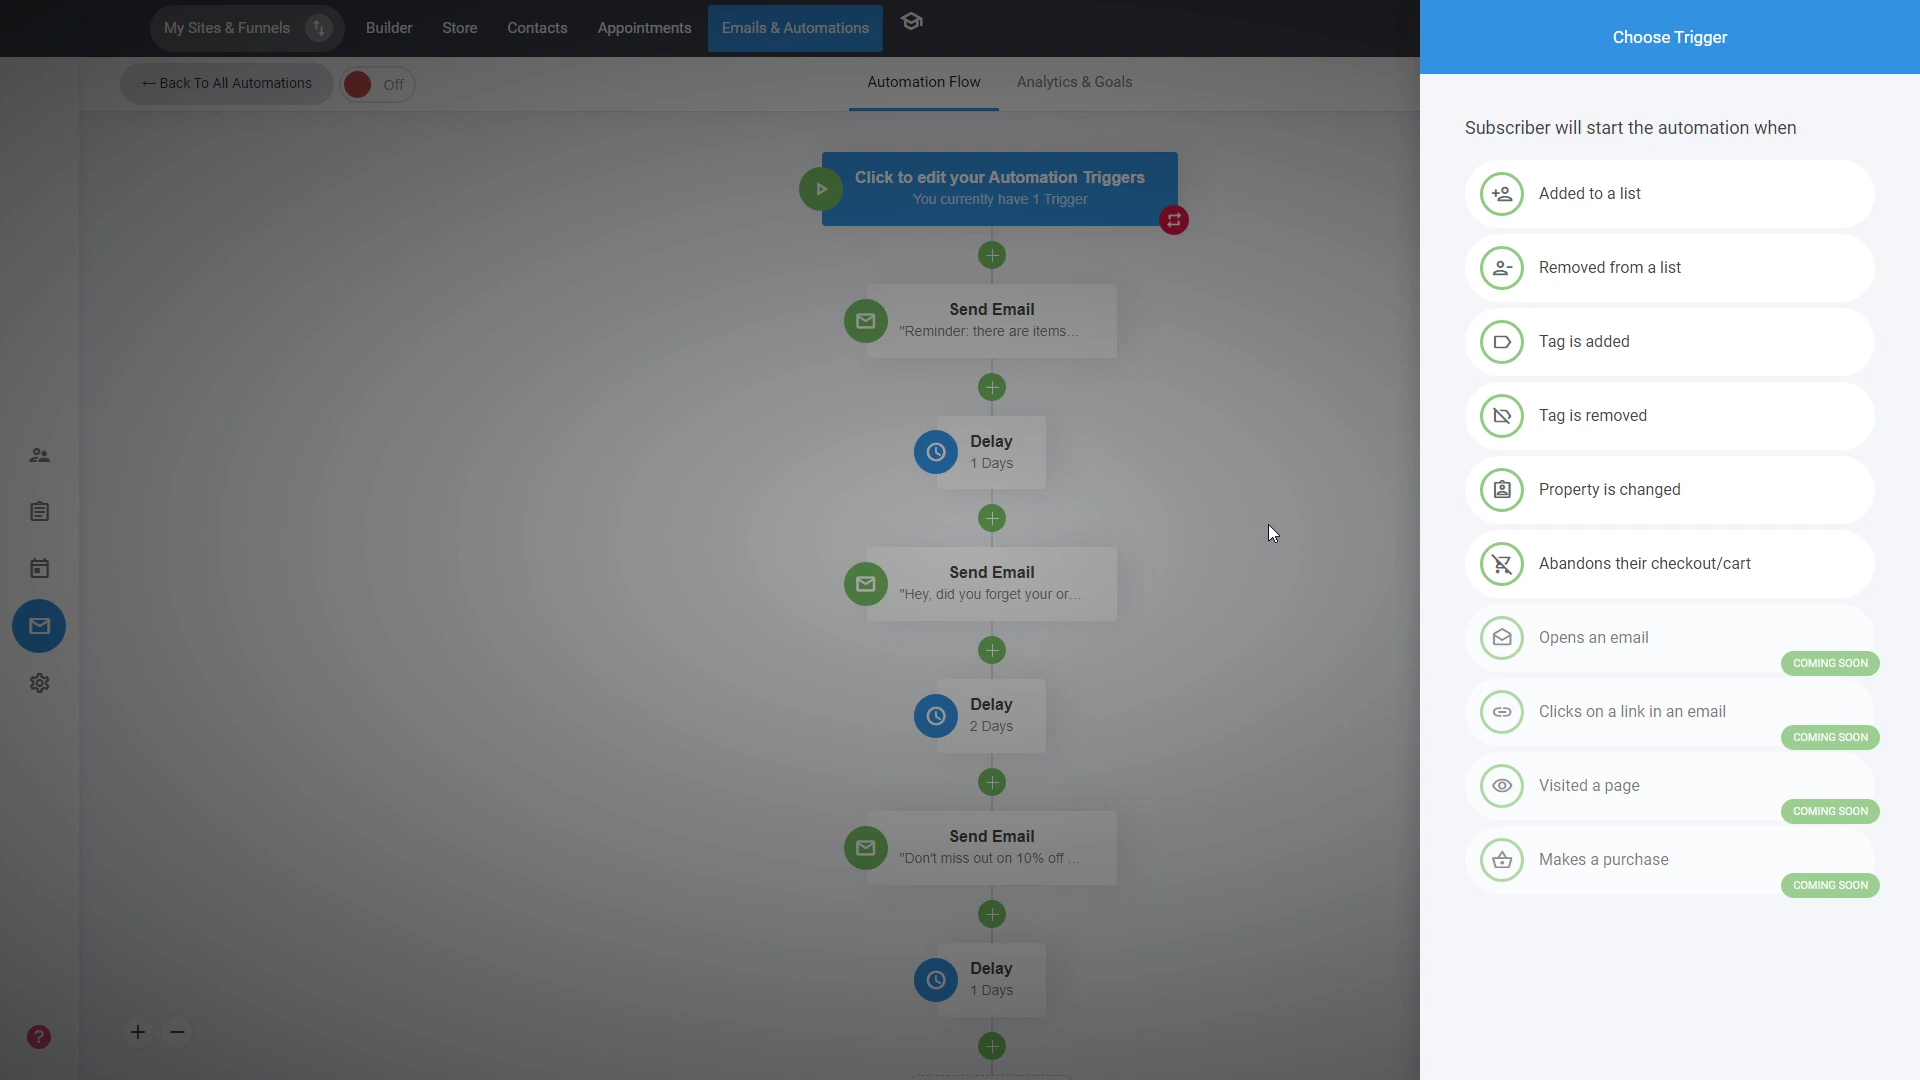 My Sites & Funnels
Builder
Store
Contacts
Appointments
Emails & Automations
← Back To All Automations
Off
Automation Flow
Analytics & Goals
Click to edit your Automation Triggers
You currently have 1 Trigger
Send Email
"Reminder: there are items...
Delay
1 Days
Send Email
"Hey, did you forget your or...
Delay
2 Days
Send Email
"Don't miss out on 10% off ...
Delay
1 Days
?
Choose Trigger
Subscriber will start the automation when
Added to a list
Removed from a list
Tag is added
Tag is removed
Property is changed
Abandons their checkout/cart
Opens an email
COMING SOON
Clicks on a link in an email
COMING SOON
Visited a page
COMING SOON
Makes a purchase
COMING SOON